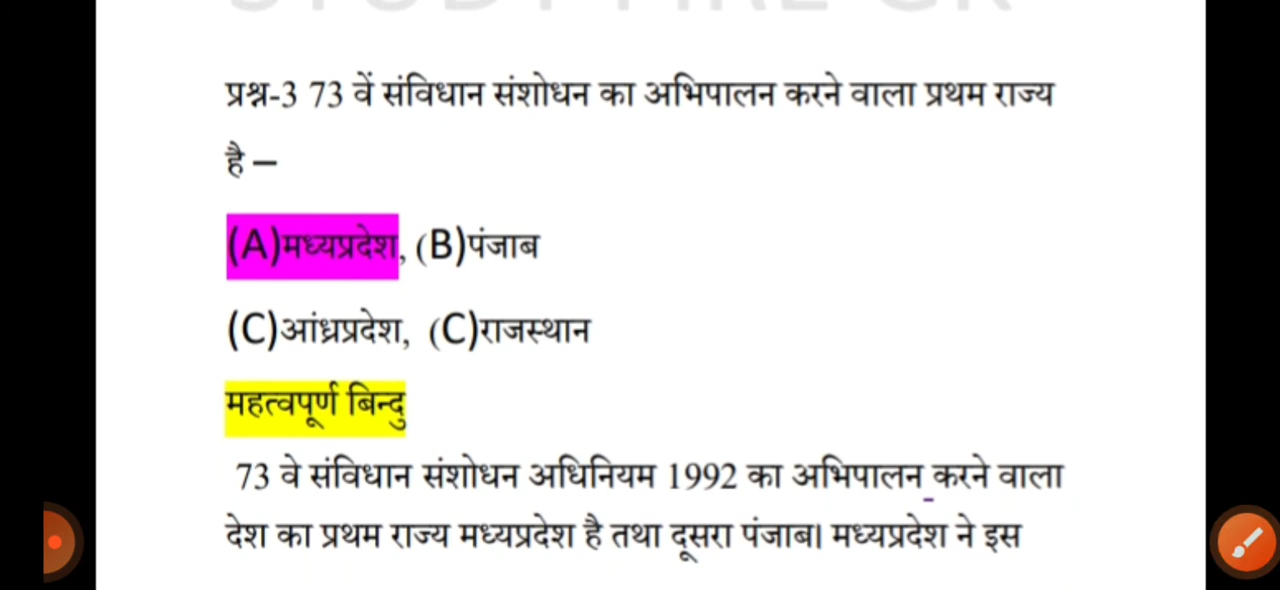 प्रश्न-3 73 वें संविधान संशोधन का अभिपालन करने वाला प्रथम राज्य
है –
(A)मध्यप्रदेश, (B)पंजाब
(C)आंध्रप्रदेश, (C)राजस्थान
महत्वपूर्ण बिन्दु
73 वे संविधान संशोधन अधिनियम 1992 का अभिपालन करने वाला
देश का प्रथम राज्य मध्यप्रदेश है तथा दूसरा पंजाब। मध्यप्रदेश ने इस